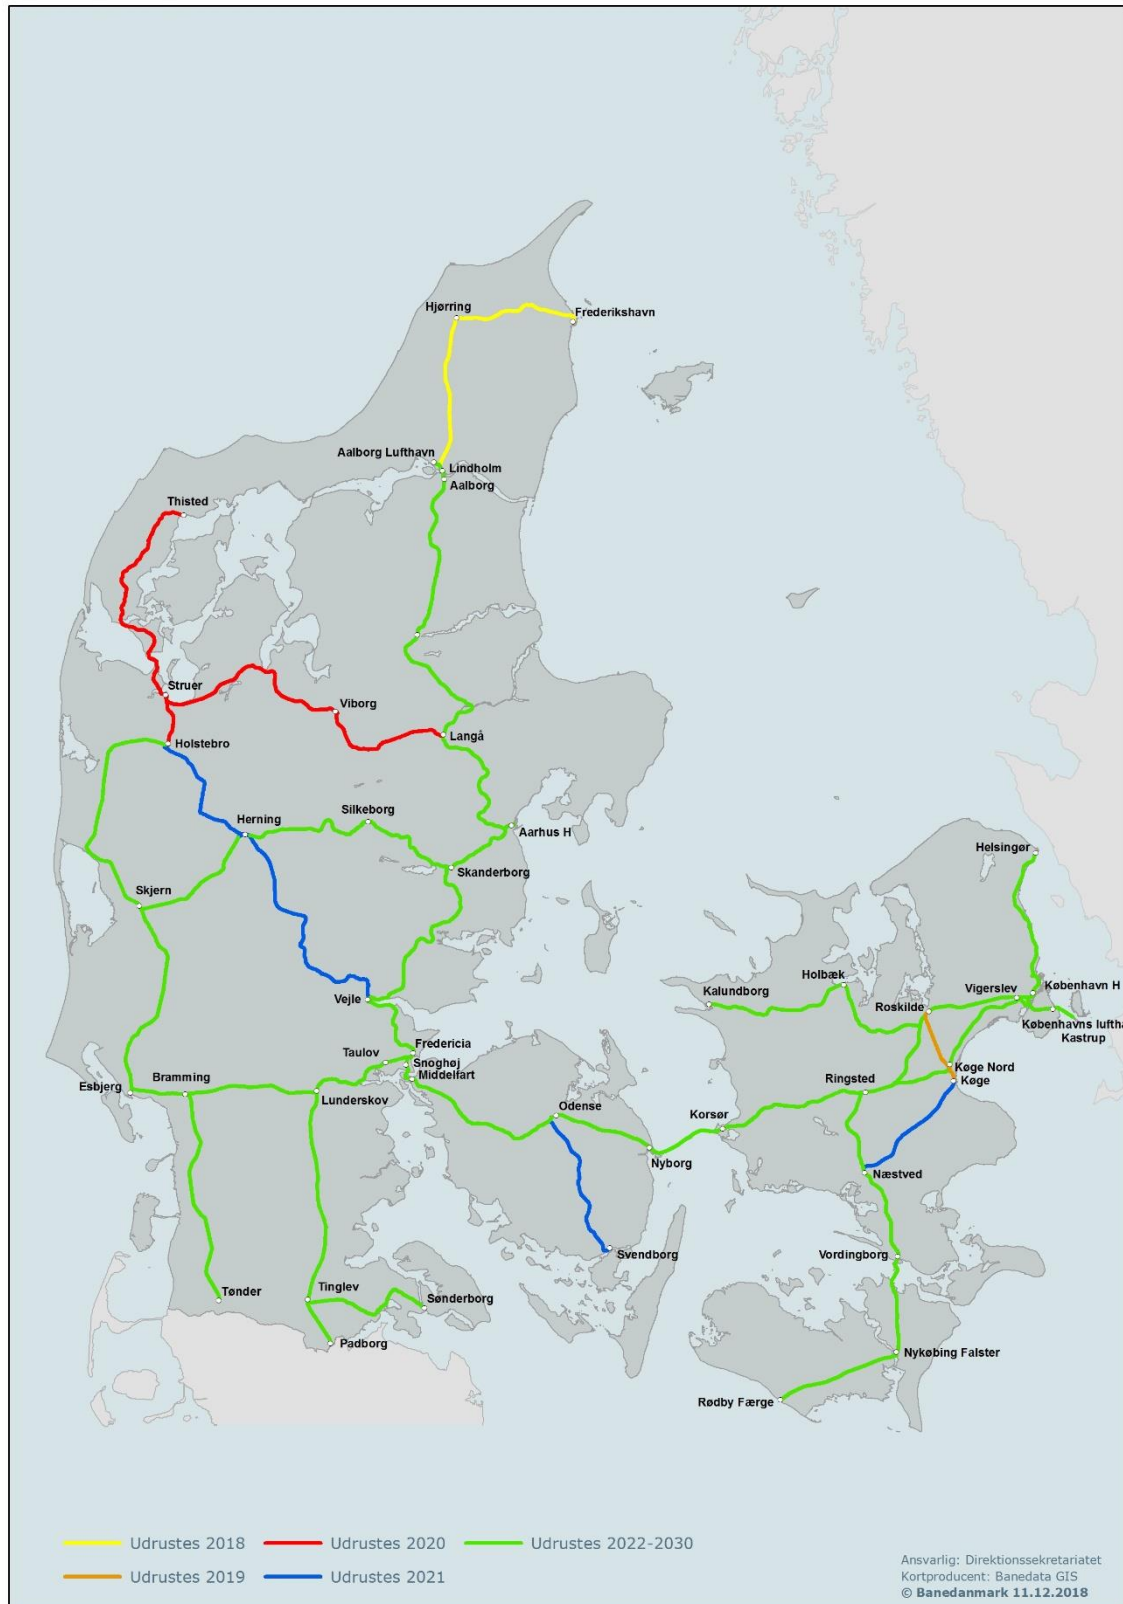 Hjørring
Frederikshavn
Aalborg Lufthavn
Lindholm
Aalborg
Thisted
Struer
Viborg
Langå
Holstebro
Silkeborg
Herning
Aarhus H
Skanderborg
Skjern
Helsingør
Vejle
Holbæk
Kalundborg
Roskilde
Vigerslev
København H
Københavns lufthav
Kastrup
Fredericia
Taulov
Snoghøj
Middelfart
Køge Nord
Køge
Esbjerg
Bramming
Lunderskov
Ringsted
Odense
Korsør
Nyborg
Næstved
Svendborg
Vordingborg
Tønder
Tinglev
Sønderborg
Padborg
Nykøbing Falster
Rødby Færge
Udrustes 2018
Udrustes 2020
Udrustes 2022-2030
Udrustes 2019
Udrustes 2021
Ansvarlig: Direktionssekretariatet
Kortproducent: Banedata GIS
© Banedanmark 11.12.2018